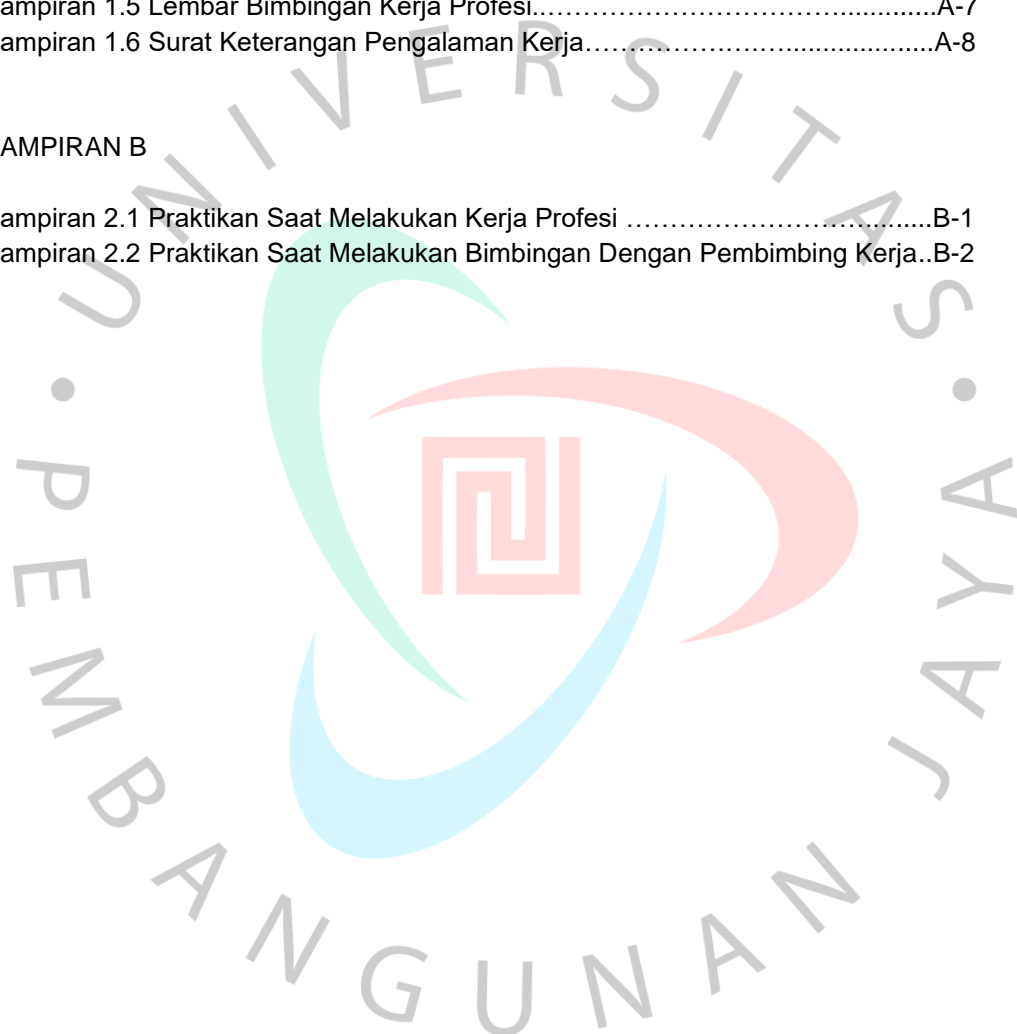 ampiran 1.5 Lembar Bimbingan Kerja Profesi.……………………………….............A-7
ampiran 1.6 Surat Keterangan Pengalaman Kerja……………….…....................A-8
AMPIRAN B
ampiran 2.1 Praktikan Saat Melakukan Kerja Profesi ………………………..........B-1
ampiran 2.2 Praktikan Saat Melakukan Bimbingan Dengan Pembimbing Kerja..B-2
UNIVERSITAS • PEMBANGUNAN JAYA •